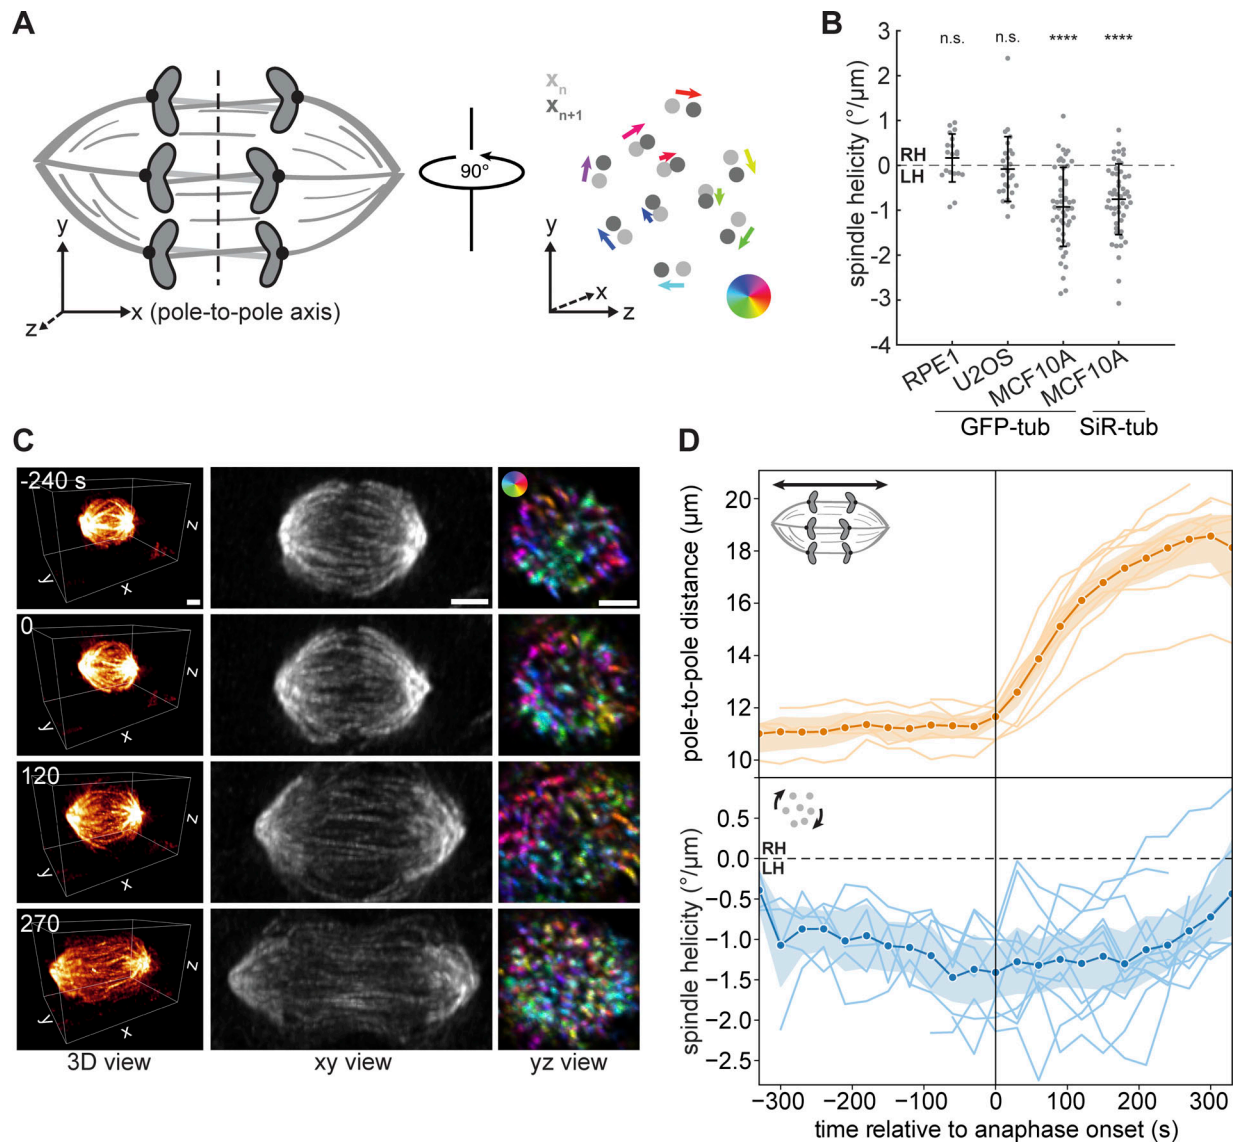 A
y
x (pole-to-pole axis)
z
90°
xn
xn+1
y
x
z
B
spindle helicity (°/µm)
3
2
1
0
-1
-2
-3
-4
RH
LH
n.s.
n.s.
****
****
RPE1
U2OS
MCF10A
MCF10A
GFP-tub
SiR-tub
C
-240 s
z
y
x
0
z
y
x
120
z
y
x
270
z
y
x
3D view
xy view
yz view
D
pole-to-pole distance (µm)
20
18
16
14
12
10
spindle helicity (°/µm)
0.5
0.0
−0.5
−1.0
−1.5
−2.0
−2.5
RH
LH
−300
−200
−100
0
100
200
300
time relative to anaphase onset (s)